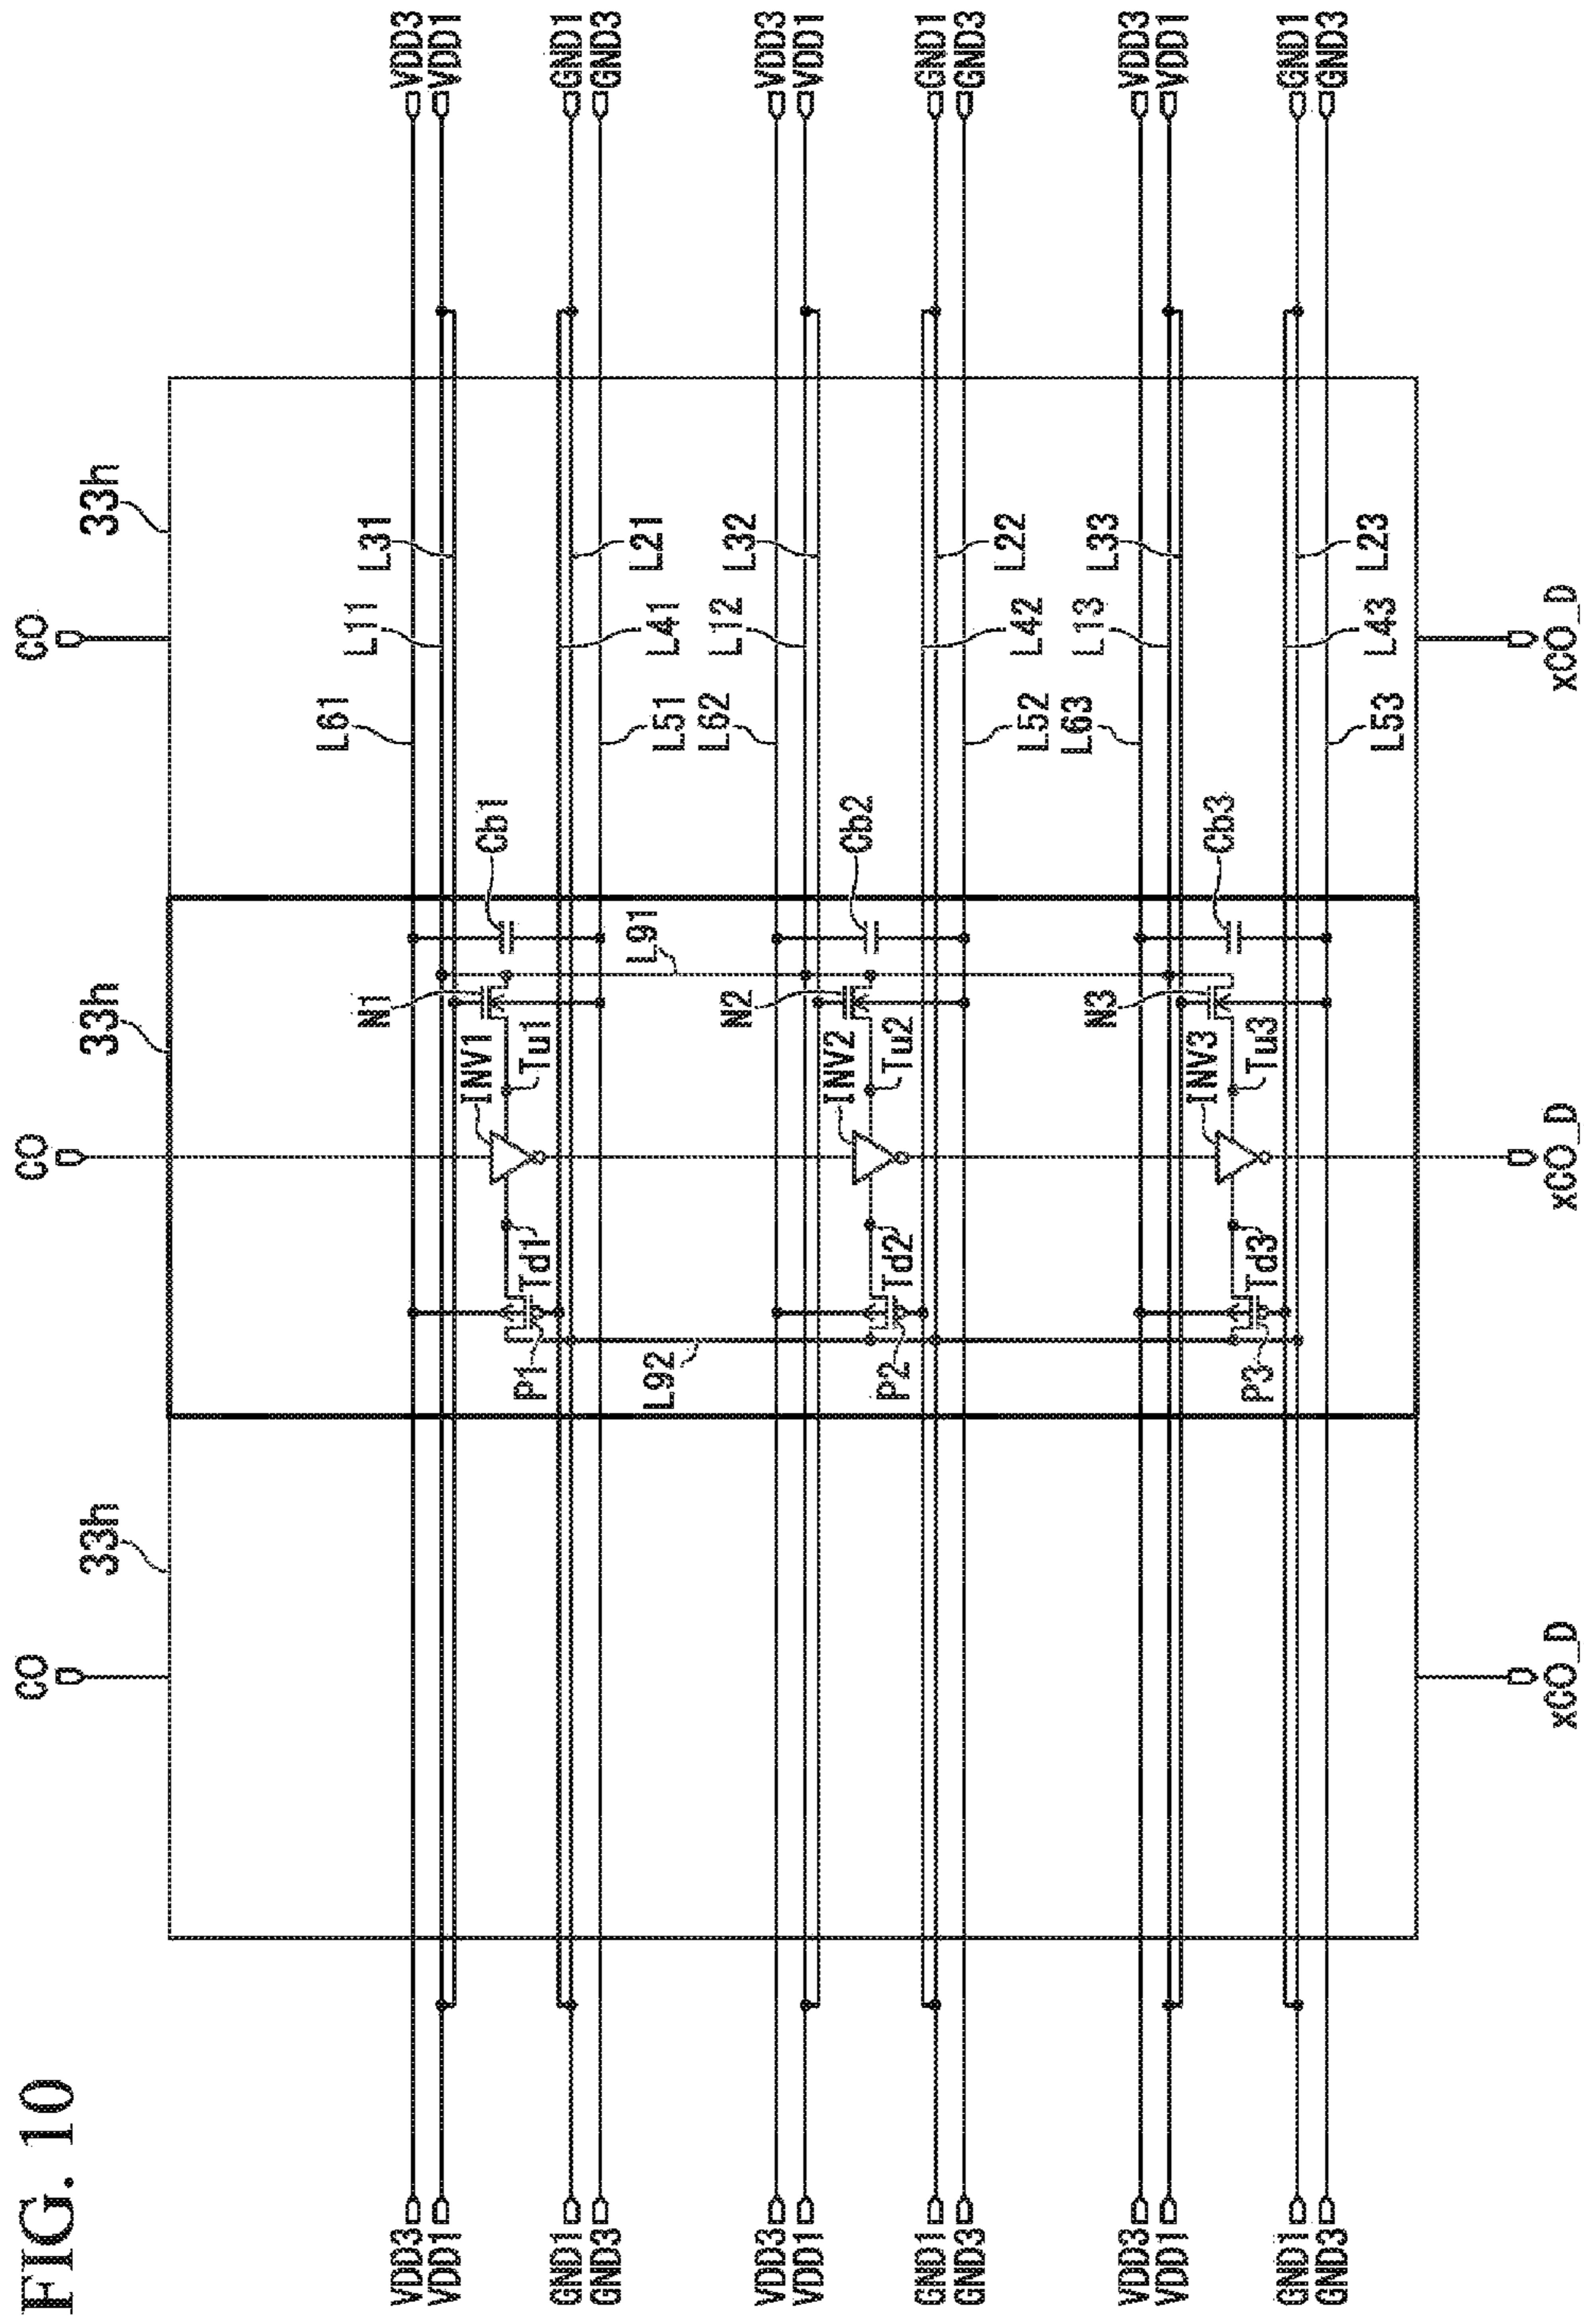 FIG. 10
CO
CO
CO
33h
33h
33h
VDD3
VDD1
GND1
GND3
VDD3
VDD1
GND1
GND3
VDD3
VDD1
GND1
GND3
L61
L11
L31
L51
L41
L21
L62
L12
L32
L52
L42
L22
L63
L13
L33
L53
L43
L23
P1
Td1
INV1
Tu1
N1
Cb1
L92
L91
P2
Td2
INV2
Tu2
N2
Cb2
P3
Td3
INV3
Tu3
N3
Cb3
VDD3
VDD1
GND1
GND3
VDD3
VDD1
GND1
GND3
VDD3
VDD1
GND1
GND3
xCO_D
xCO_D
xCO_D